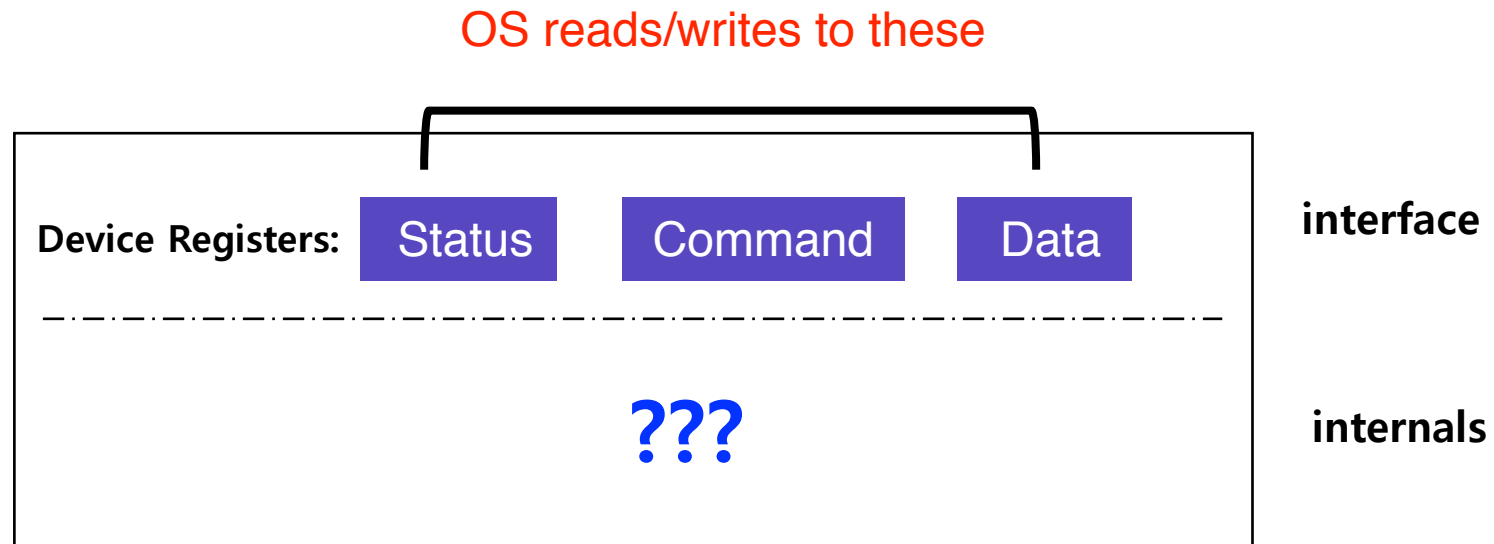 OS reads/writes to these
Device Registers: Status Command Data
interface
???
internals